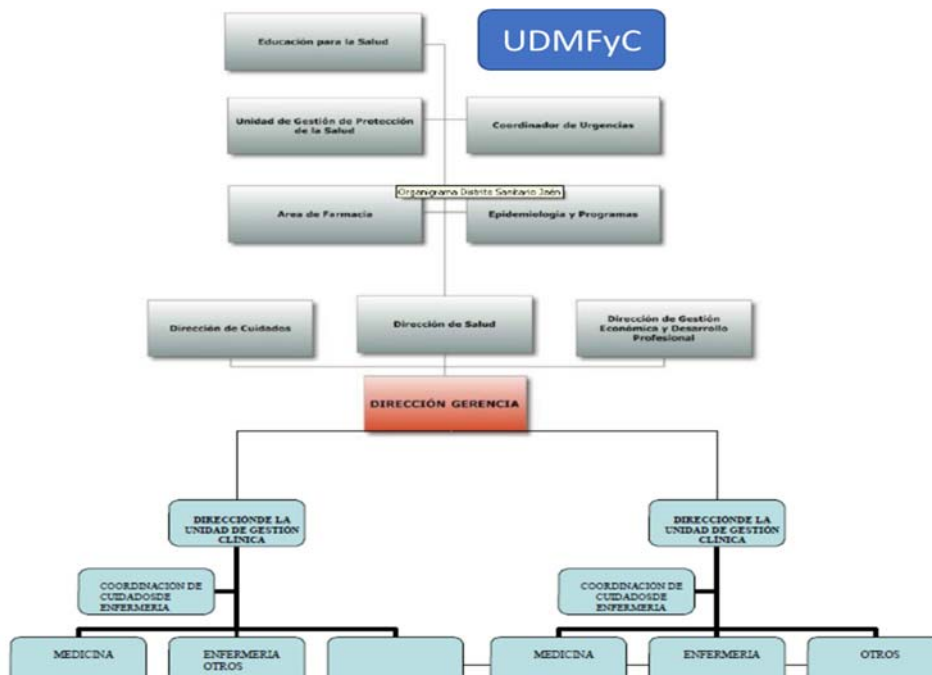 Educación para la Salud
UDMFyC
Unidad de Gestión de Protección
de la Salud
Coordinador de Urgencias
Organigrama Distrito Sanitario Jaén
Area de Farmacia
Epidemiología y Programas
Dirección de Cuidados
Dirección de Salud
Dirección de Gestión
Económica y Desarrollo
Profesional
DIRECCIÓN GERENCIA
DIRECCIÓNDE LA
UNIDAD DE GESTIÓN
CLÍNICA
DIRECCIÓNDE LA
UNIDAD DE GESTIÓN
CLÍNICA
COORDINACIÓN DE
CUIDADOSDE
ENFERMERIA
COORDINACIÓN DE
CUIDADOSDE
ENFERMERIA
MEDICINA
ENFERMERIA
OTROS
MEDICINA
ENFERMERIA
OTROS